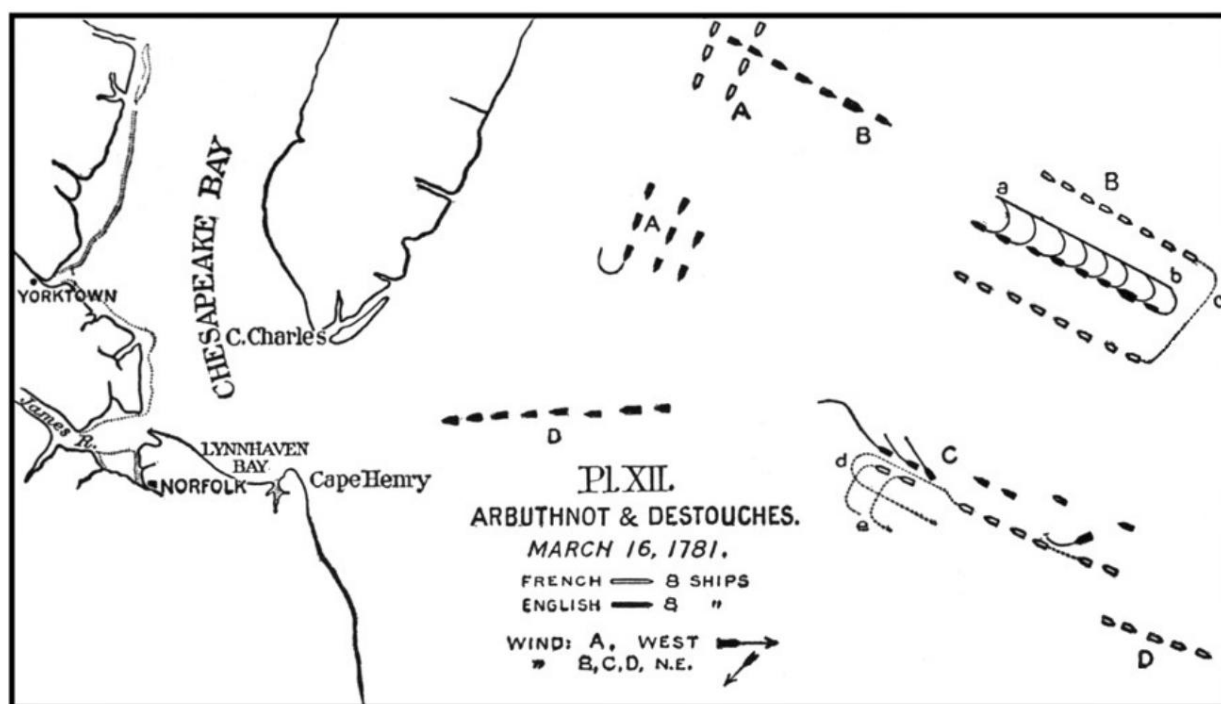 A
B
B
a
b
c
A
CHESAPEAKE BAY
YORKTOWN
C. Charles
James R.
LYNNHAVEN
BAY
NORFOLK
Cape Henry
D
d
e
C
D
Pl. XII.
ARBUTHNOT & DESTOUCHES.
MARCH 16, 1781.
FRENCH 8 SHIPS
ENGLISH 8 "
WIND: A, WEST
" B, C, D, N.E.